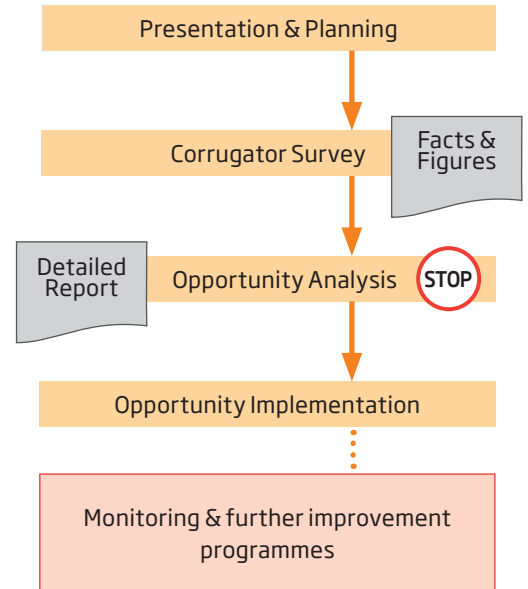 Presentation & Planning
Corrugator Survey
Facts &
Figures
Detailed
Report
Opportunity Analysis
STOP
Opportunity Implementation
Monitoring & further improvement
programmes